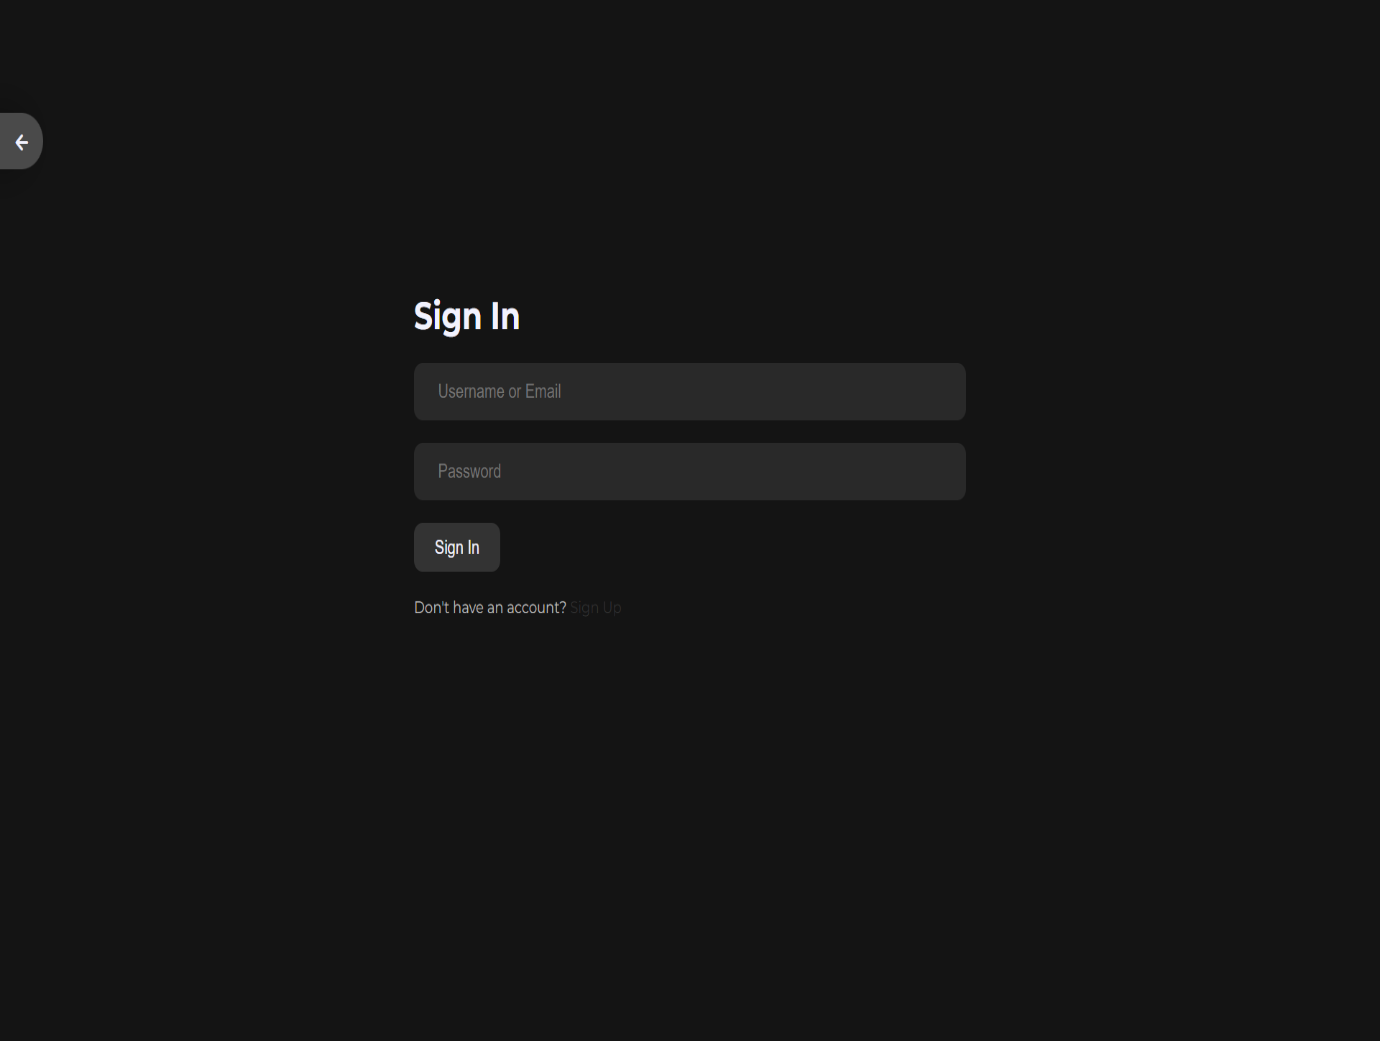 Sign In
Username or Email
Password
Sign In
Don't have an account? Sign Up